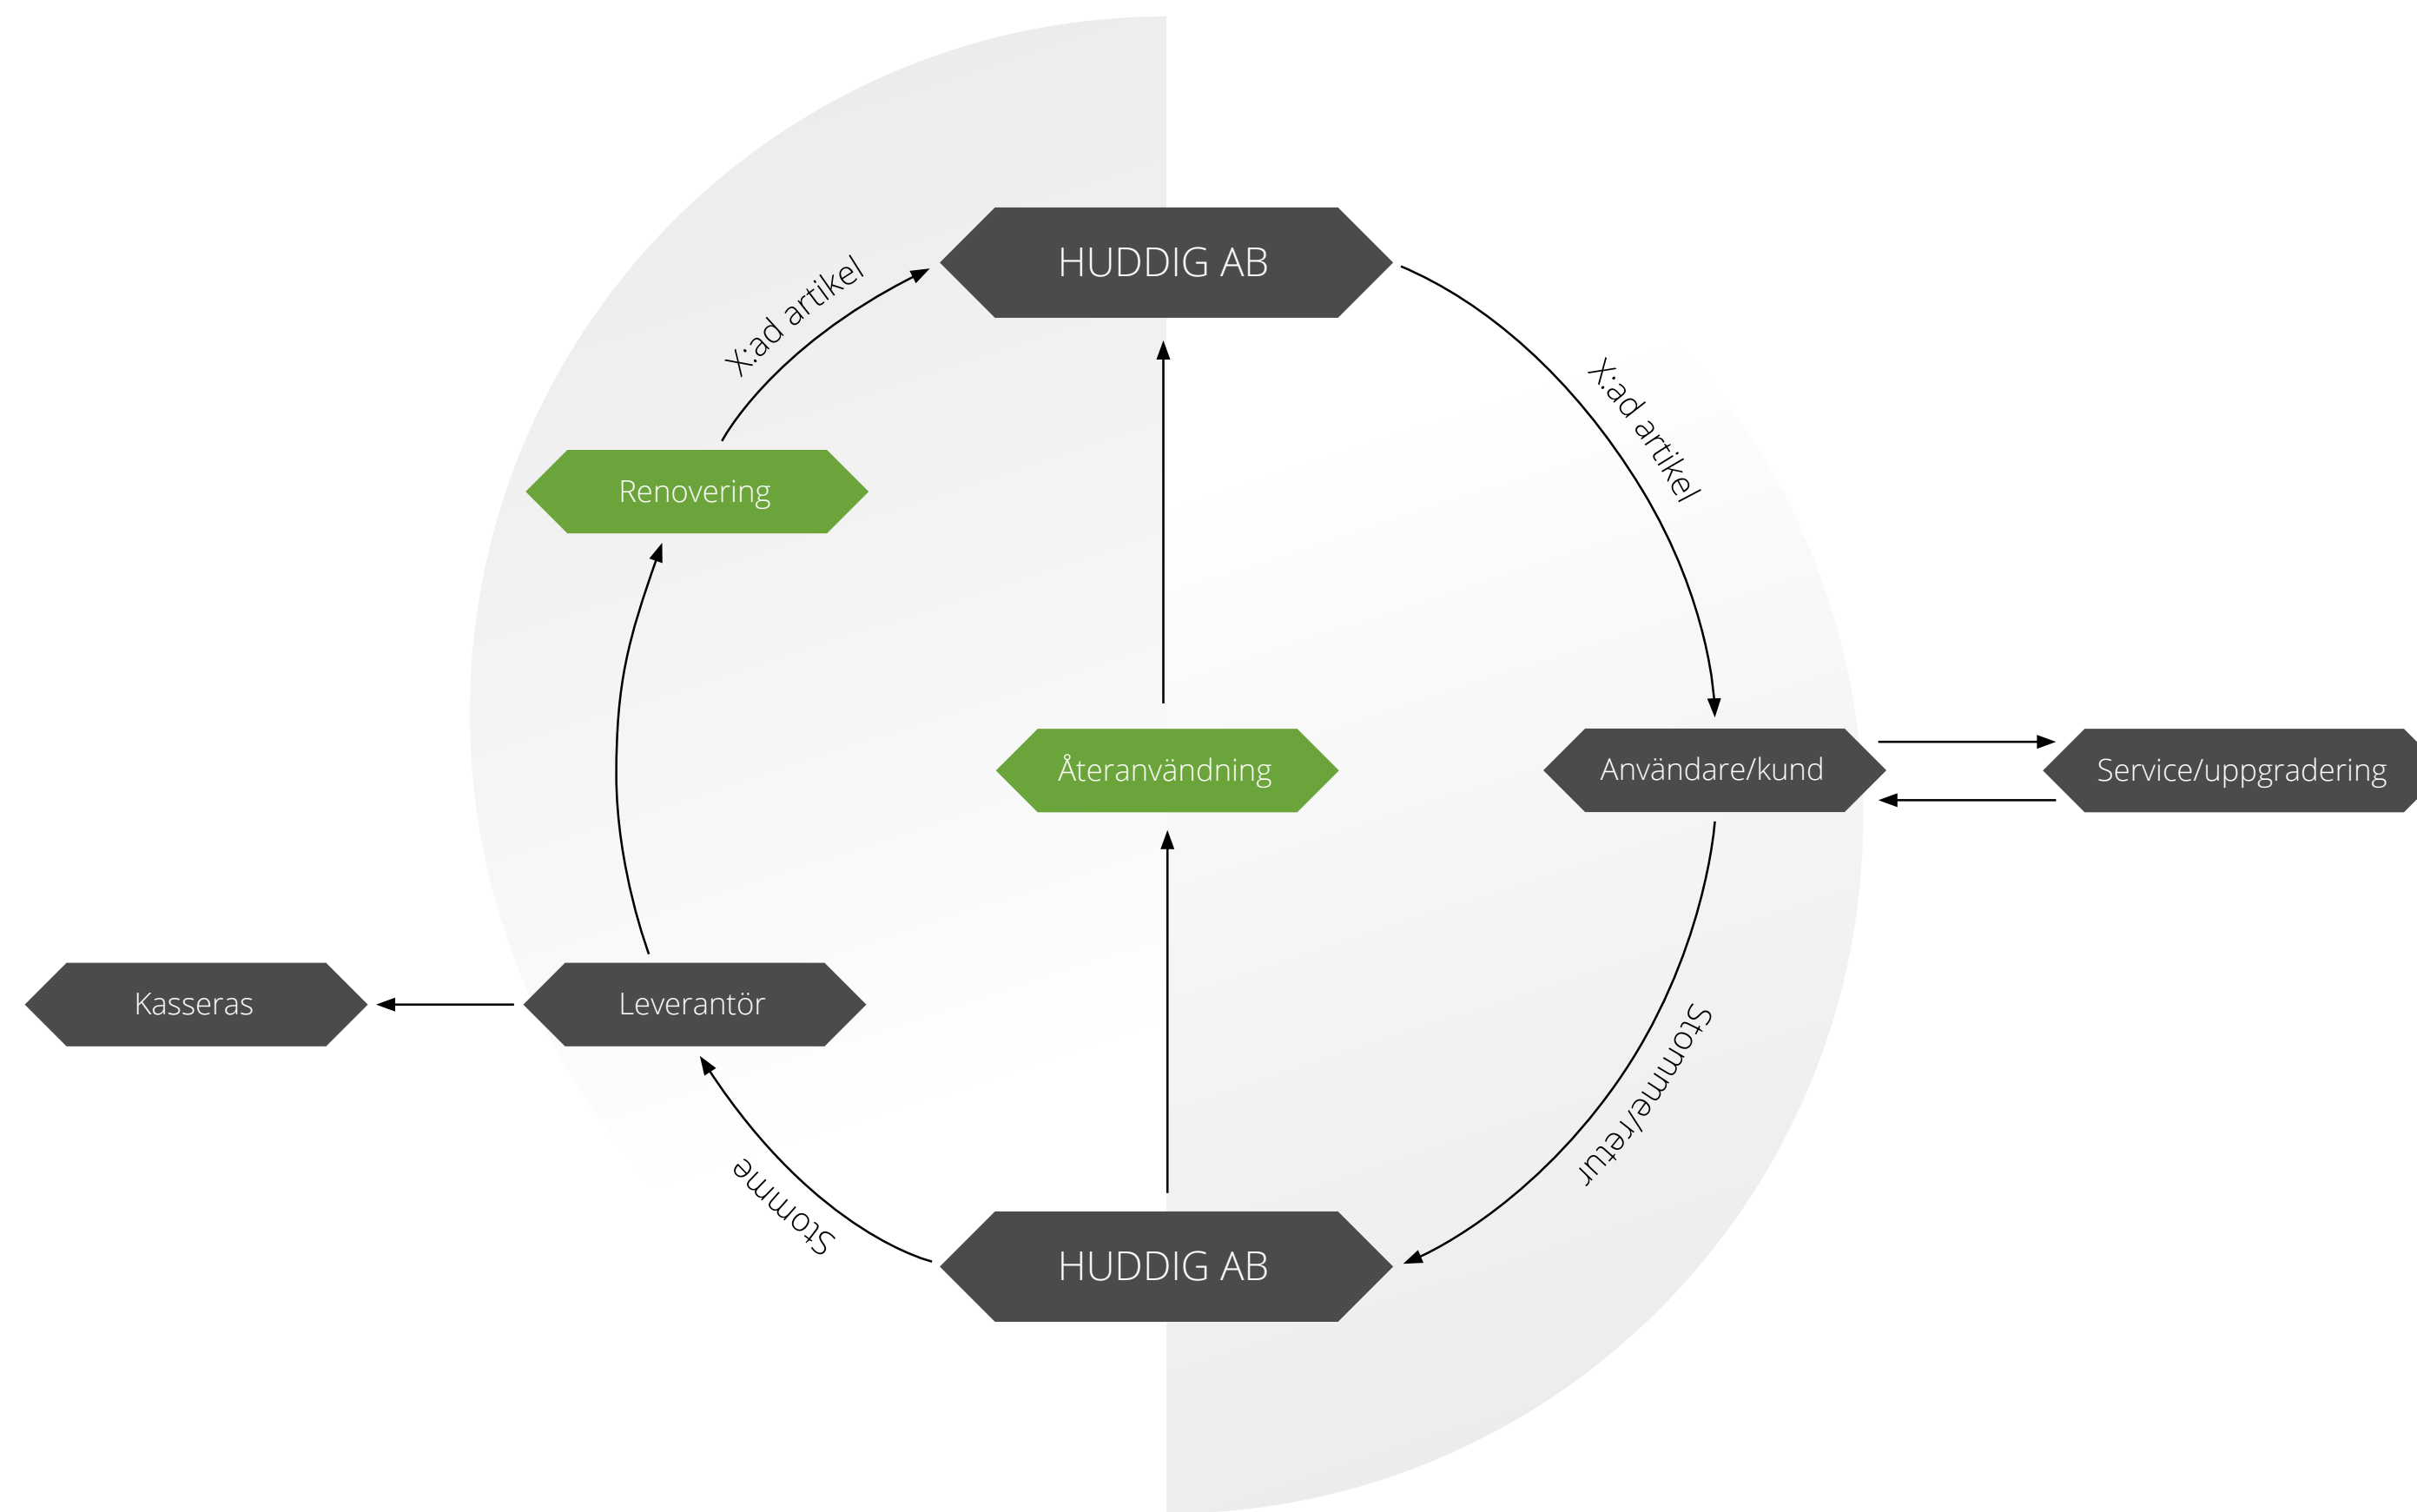 HUDDIG AB
X:ad artikel
X:ad artikel
Renovering
Återanvändning
Användare/kund
Service/uppgradering
Kasseras
Leverantör
Stomme/retur
Stomme
HUDDIG AB